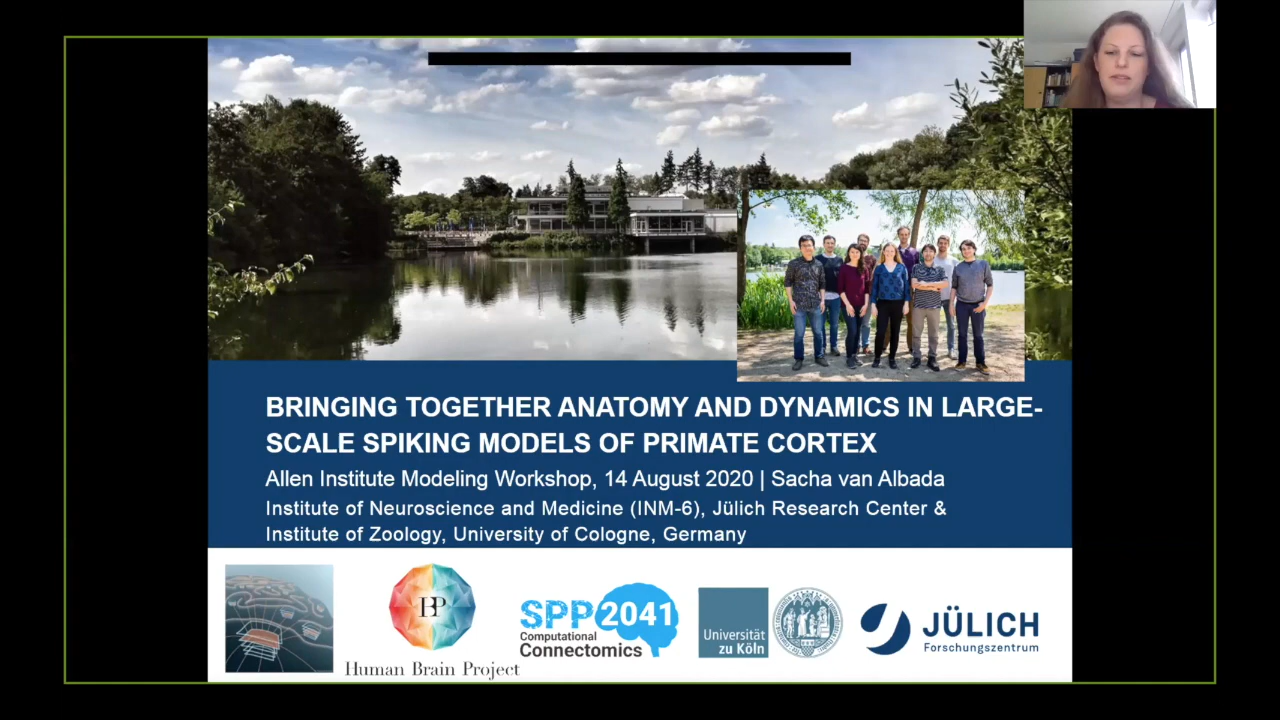 BRINGING TOGETHER ANATOMY AND DYNAMICS IN LARGE-
SCALE SPIKING MODELS OF PRIMATE CORTEX
Allen Institute Modeling Workshop, 14 August 2020 | Sacha van Albada
Institute of Neuroscience and Medicine (INM-6), Jülich Research Center &
Institute of Zoology, University of Cologne, Germany
HBP
Human Brain Project
SPP 2041
Computational
Connectomics
Universität
zu Köln
JÜLICH
Forschungszentrum